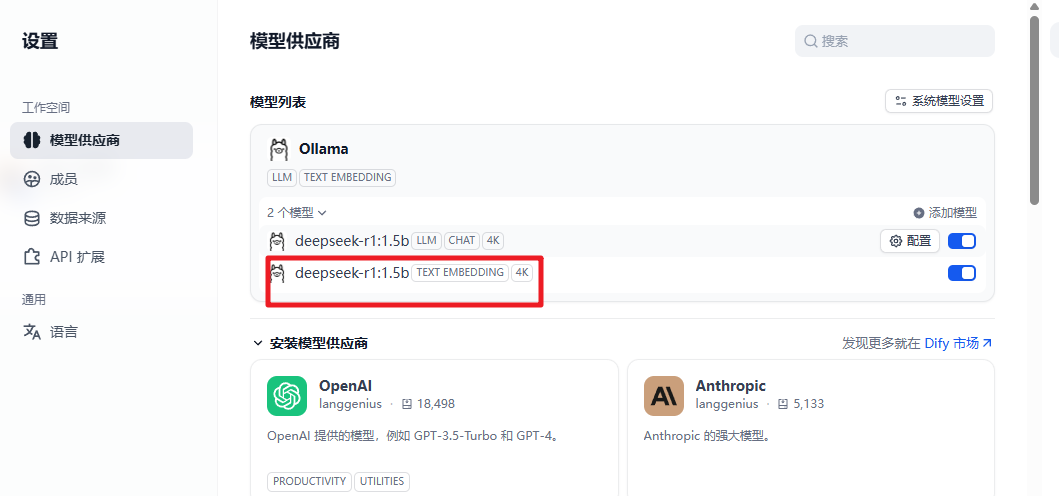 设置
模型供应商
搜索
工作空间
模型列表
系统模型设置
模型供应商
Ollama
成员
LLM TEXT EMBEDDING
数据来源
2 个模型
添加模型
deepseek-r1:1.5b LLM CHAT 4K
配置
API 扩展
deepseek-r1:1.5b TEXT EMBEDDING 4K
通用
语言
安装模型供应商
发现更多就在 Dify 市场
OpenAI
langgenius · 18,498
OpenAI 提供的模型，例如 GPT-3.5-Turbo 和 GPT-4。
PRODUCTIVITY UTILITIES
Anthropic
langgenius · 5,133
Anthropic 的强大模型。